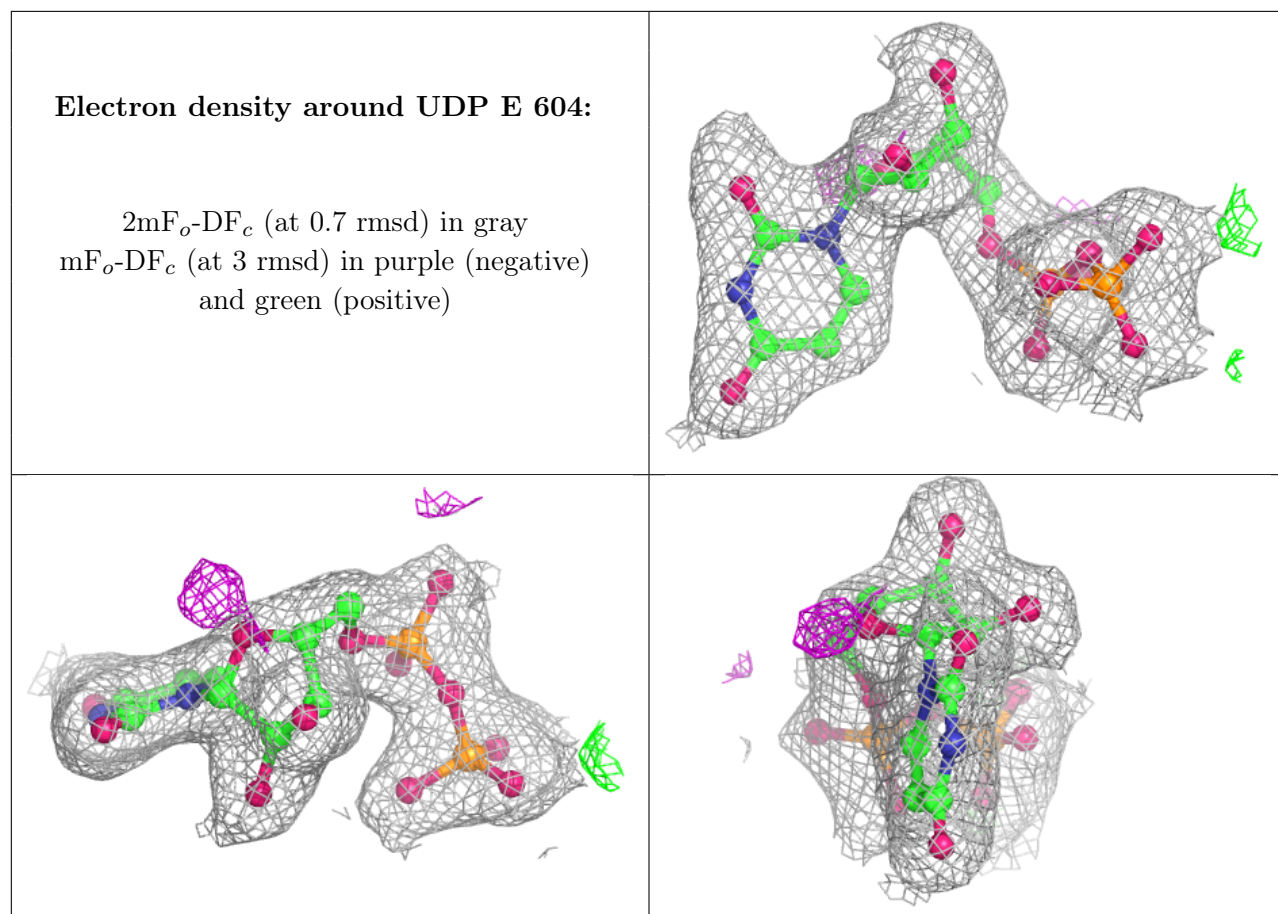 Electron density around UDP E 604:
2mFo-DFc (at 0.7 rmsd) in gray
mFo-DFc (at 3 rmsd) in purple (negative)
and green (positive)